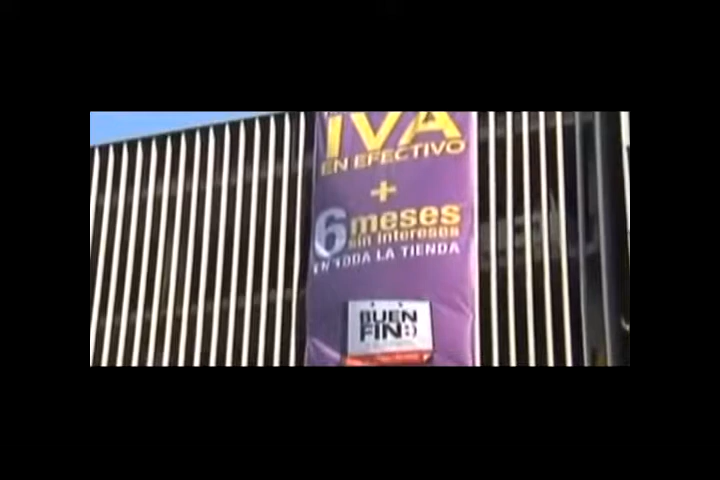 IVA
EN EFECTIVO
+
6 meses
sin intereses
EN TODA LA TIENDA
BUEN
FIN:)